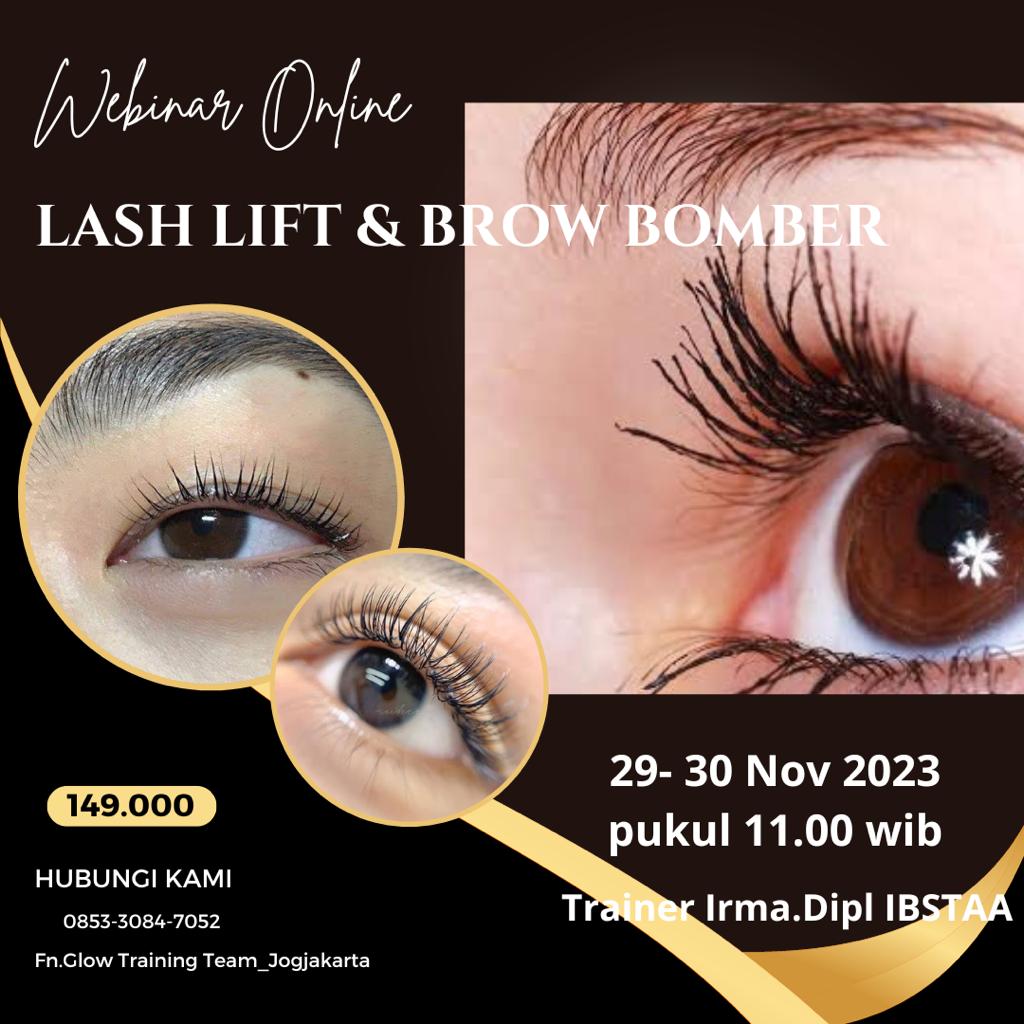 Webinar Online
LASH LIFT & BROW BOMBER
149.000
HUBUNGI KAMI
0853-3084-7052
Fn.Glow Training Team_Jogjakarta
29- 30 Nov 2023
pukul 11.00 wib
Trainer Irma.Dipl IBSTAA